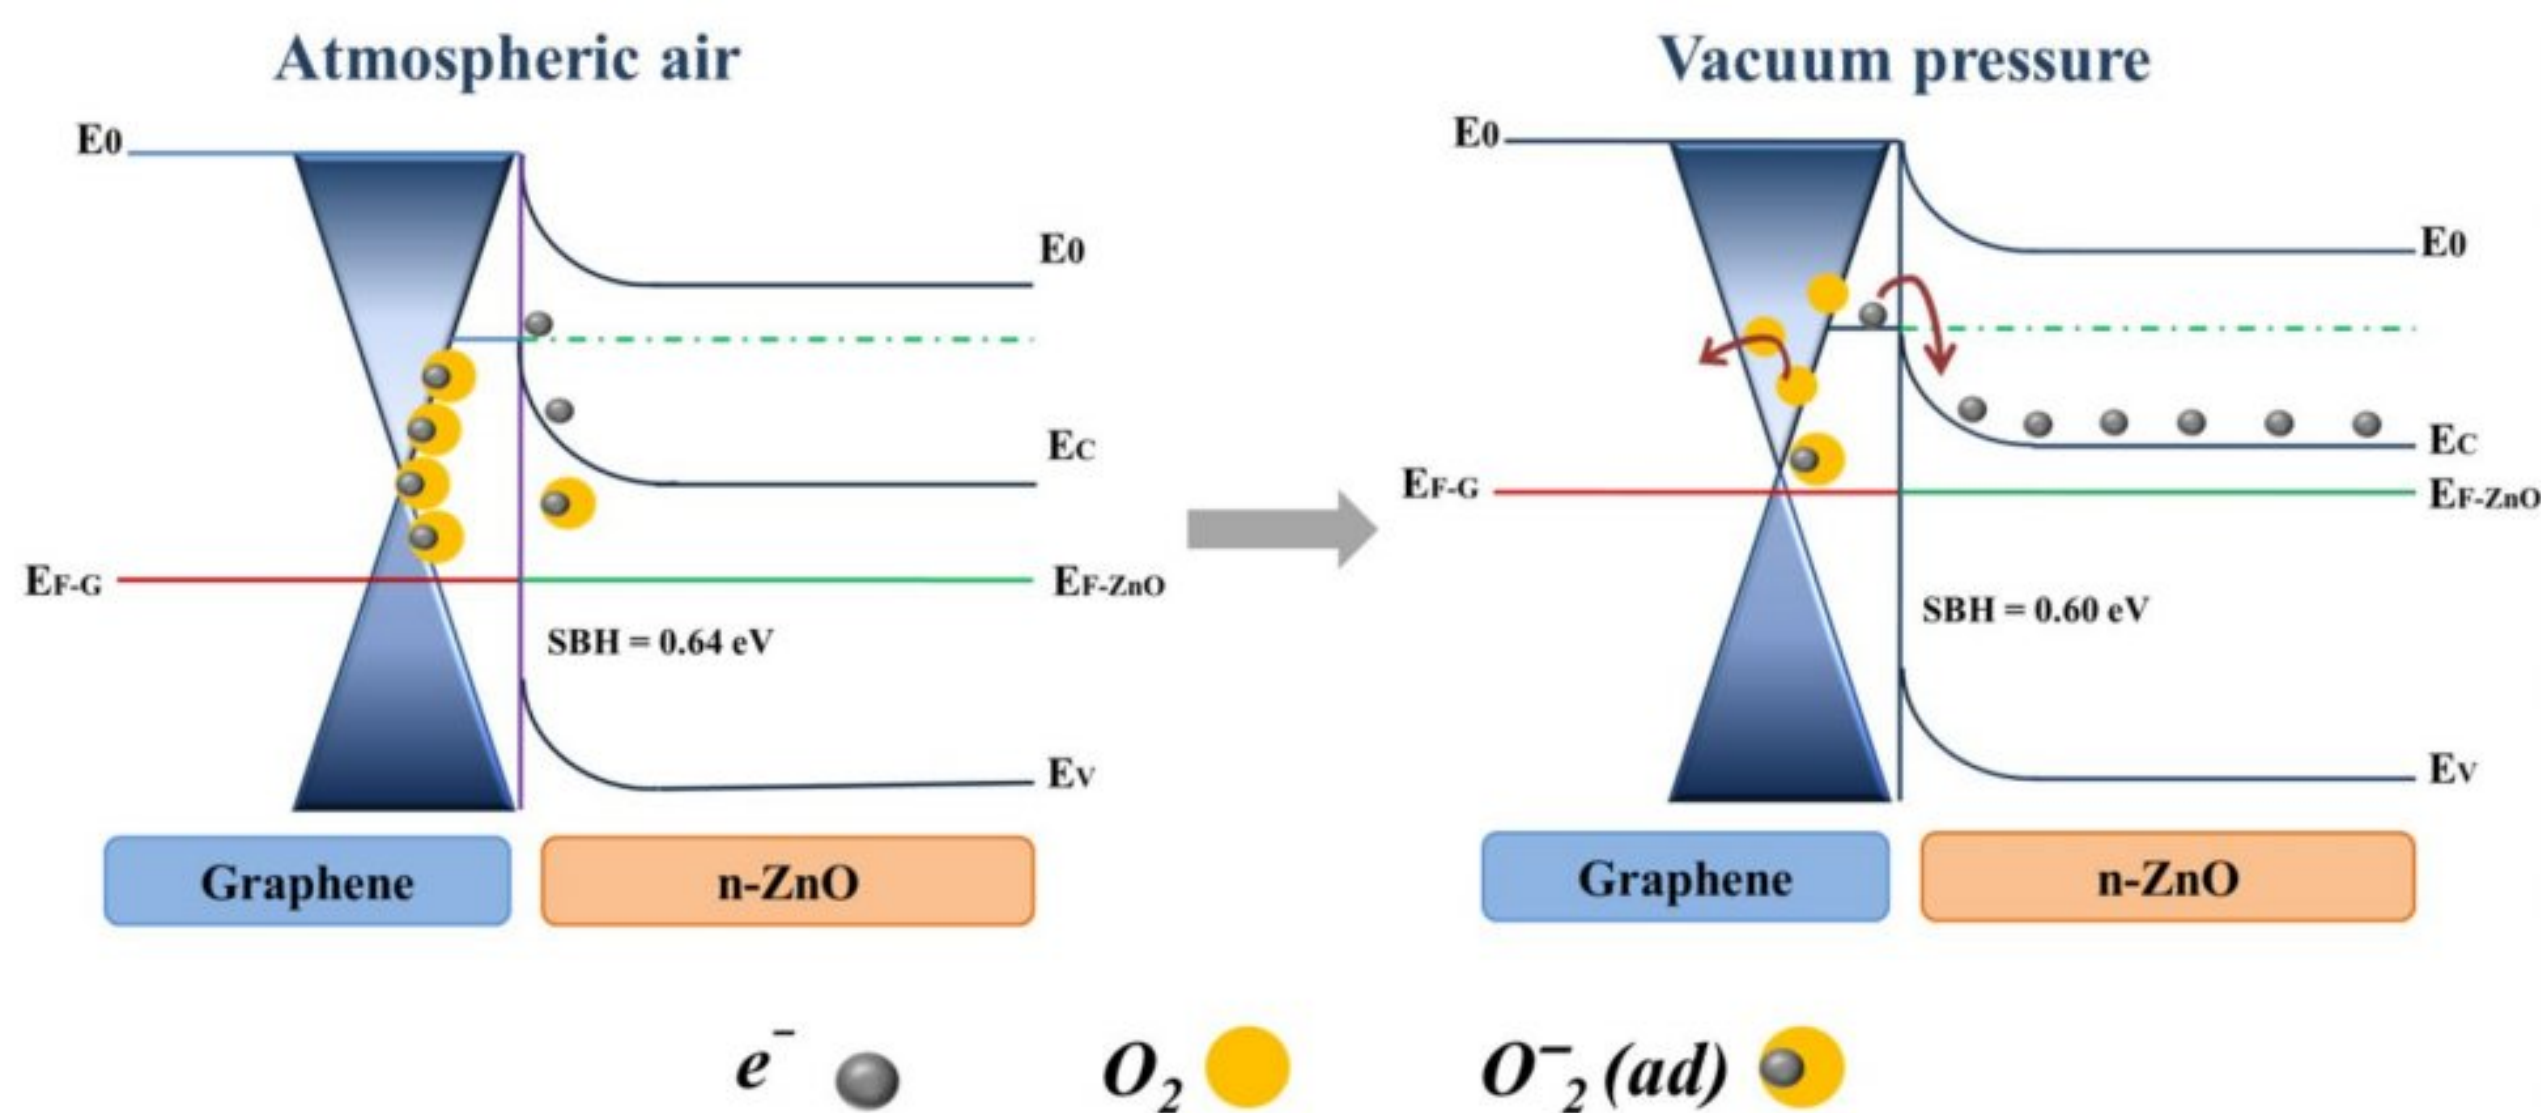 Atmospheric air
E0
E0
EC
EF-G
EF-ZnO
SBH = 0.64 eV
EV
Graphene
n-ZnO
Vacuum pressure
E0
E0
EC
EF-G
EF-ZnO
SBH = 0.60 eV
EV
Graphene
n-ZnO
e⁻
O₂
O⁻₂ (ad)